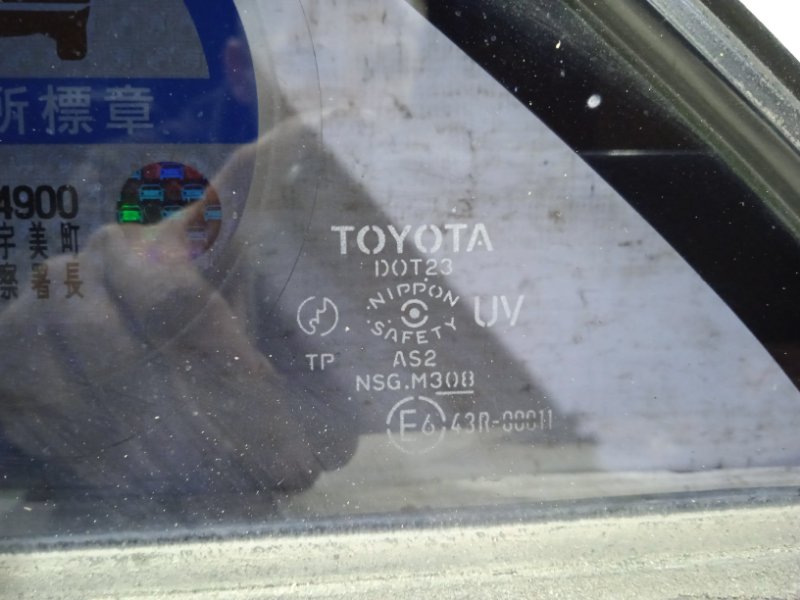 所標章
4900
宇美町
察署長
TOYOTA
DOT23
NIPPON
SAFETY
UV
TP
AS2
NSG.M308
E6 43R-00011